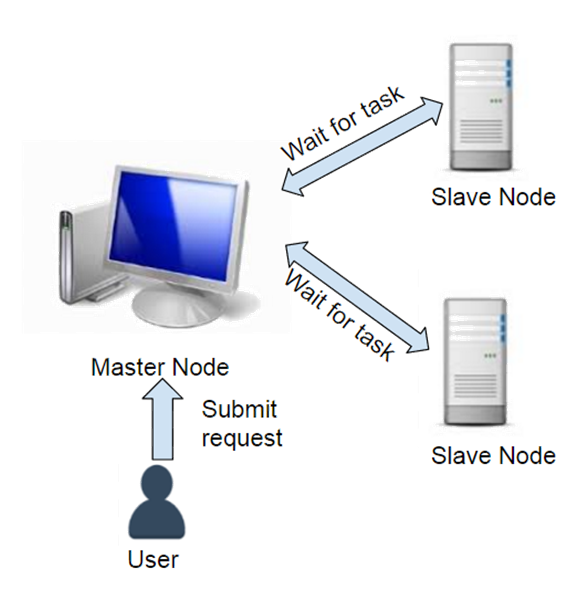 Wait for task
Slave Node
Wait for task
Master Node
Submit
request
Slave Node
User